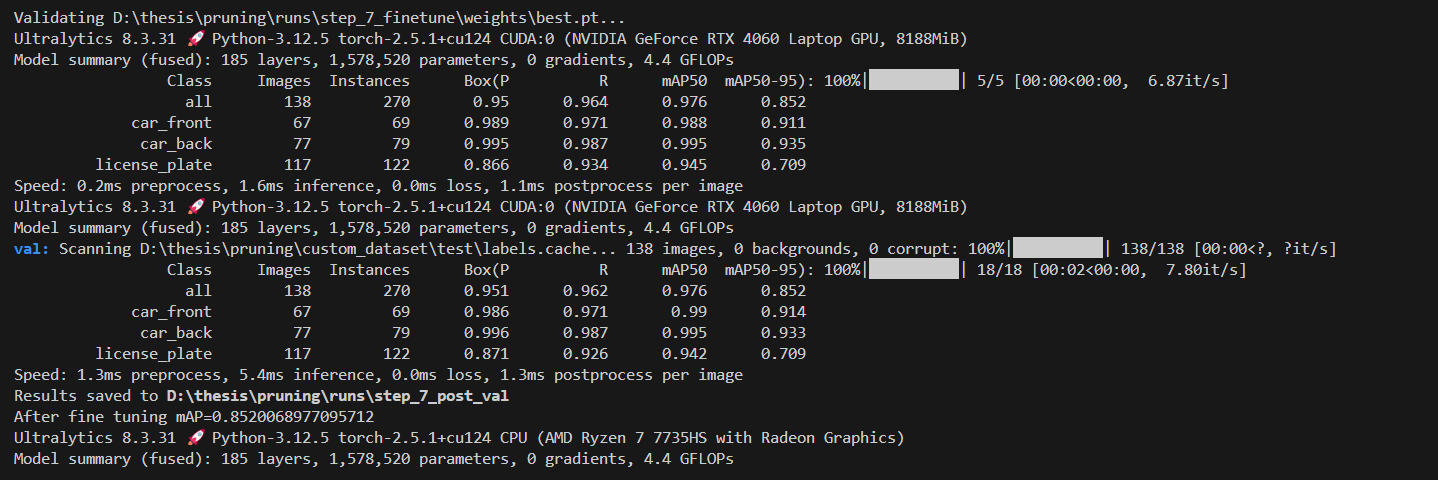 Validating D:\thesis\pruning\runs\step_7_finetune\weights\best.pt...
Ultralytics 8.3.31 🚀 Python-3.12.5 torch-2.5.1+cu124 CUDA:0 (NVIDIA GeForce RTX 4060 Laptop GPU, 8188MiB)
Model summary (fused): 185 layers, 1,578,520 parameters, 0 gradients, 4.4 GFLOPs
Class Images Instances Box(P R mAP50 mAP50-95): 100%|██████████| 5/5 [00:00<00:00, 6.87it/s]
all 138 270 0.95 0.964 0.976 0.852
car_front 67 69 0.989 0.971 0.988 0.911
car_back 77 79 0.995 0.987 0.995 0.935
license_plate 117 122 0.866 0.934 0.945 0.709
Speed: 0.2ms preprocess, 1.6ms inference, 0.0ms loss, 1.1ms postprocess per image
Ultralytics 8.3.31 🚀 Python-3.12.5 torch-2.5.1+cu124 CUDA:0 (NVIDIA GeForce RTX 4060 Laptop GPU, 8188MiB)
Model summary (fused): 185 layers, 1,578,520 parameters, 0 gradients, 4.4 GFLOPs
val: Scanning D:\thesis\pruning\custom_dataset\test\labels.cache... 138 images, 0 backgrounds, 0 corrupt: 100%|██████████| 138/138 [00:00<?, ?it/s]
Class Images Instances Box(P R mAP50 mAP50-95): 100%|██████████| 18/18 [00:02<00:00, 7.80it/s]
all 138 270 0.951 0.962 0.976 0.852
car_front 67 69 0.986 0.971 0.99 0.914
car_back 77 79 0.996 0.987 0.995 0.933
license_plate 117 122 0.871 0.926 0.942 0.709
Speed: 1.3ms preprocess, 5.4ms inference, 0.0ms loss, 1.3ms postprocess per image
Results saved to D:\thesis\pruning\runs\step_7_post_val
After fine tuning mAP=0.8520068977095712
Ultralytics 8.3.31 🚀 Python-3.12.5 torch-2.5.1+cu124 CPU (AMD Ryzen 7 7735HS with Radeon Graphics)
Model summary (fused): 185 layers, 1,578,520 parameters, 0 gradients, 4.4 GFLOPs